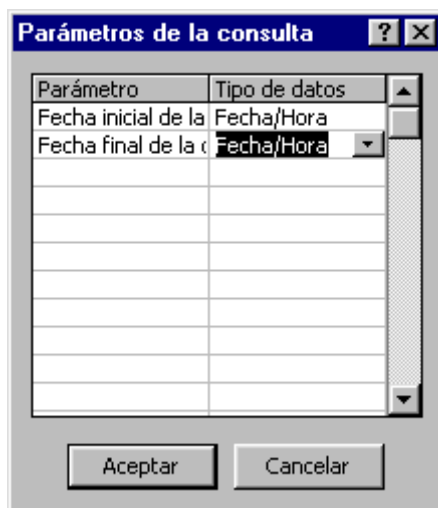 Parámetros de la consulta
Parámetro Tipo de datos
Fecha inicial de la Fecha/Hora
Fecha final de la Fecha/Hora
Aceptar Cancelar